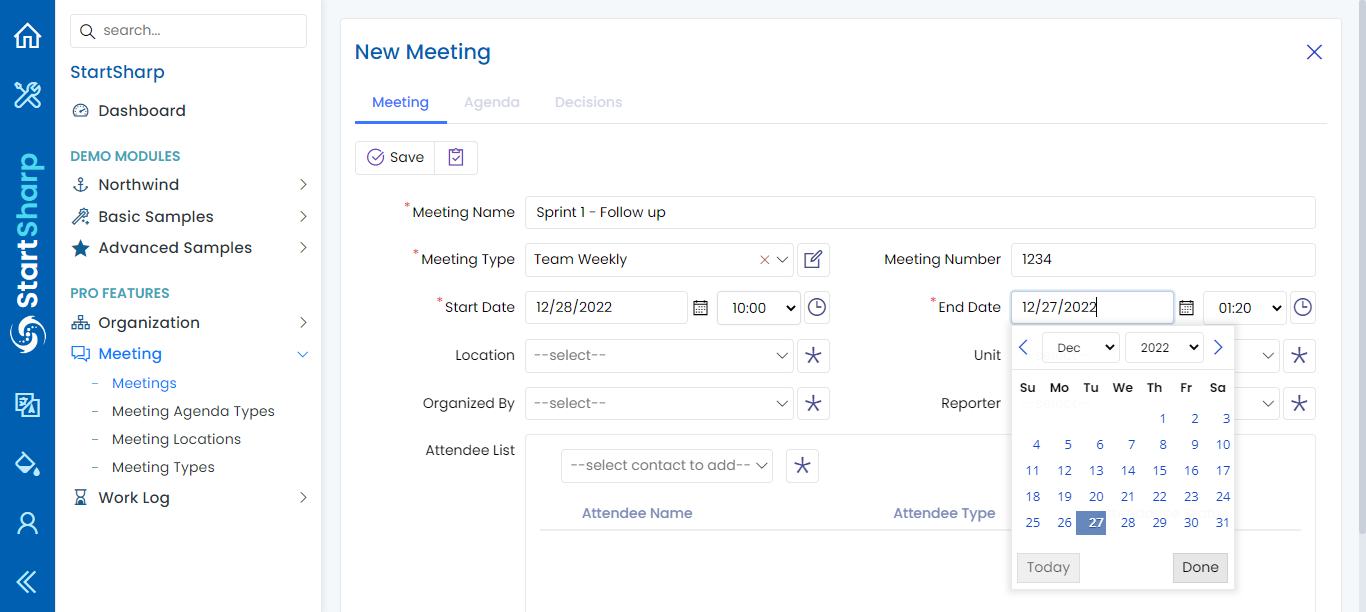 StartSharp
search...
StartSharp
Dashboard
DEMO MODULES
Northwind
Basic Samples
Advanced Samples
PRO FEATURES
Organization
Meeting
Meetings
Meeting Agenda Types
Meeting Locations
Meeting Types
Work Log
New Meeting
Meeting Agenda Decisions
Save
*Meeting Name Sprint 1 - Follow up
*Meeting Type Team Weekly Meeting Number 1234
*Start Date 12/28/2022 10:00 *End Date 12/27/2022 01:20
Location --select-- Unit
Organized By --select-- Reporter
Attendee List
--select contact to add--
Attendee Name Attendee Type
Dec 2022
Su Mo Tu We Th Fr Sa
1 2 3
4 5 6 7 8 9 10
11 12 13 14 15 16 17
18 19 20 21 22 23 24
25 26 27 28 29 30 31
Today Done